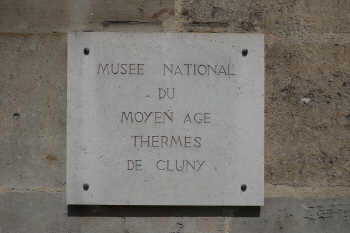 MUSEE NATIONAL
DU
MOYEN AGE
THERMES
DE CLUNY